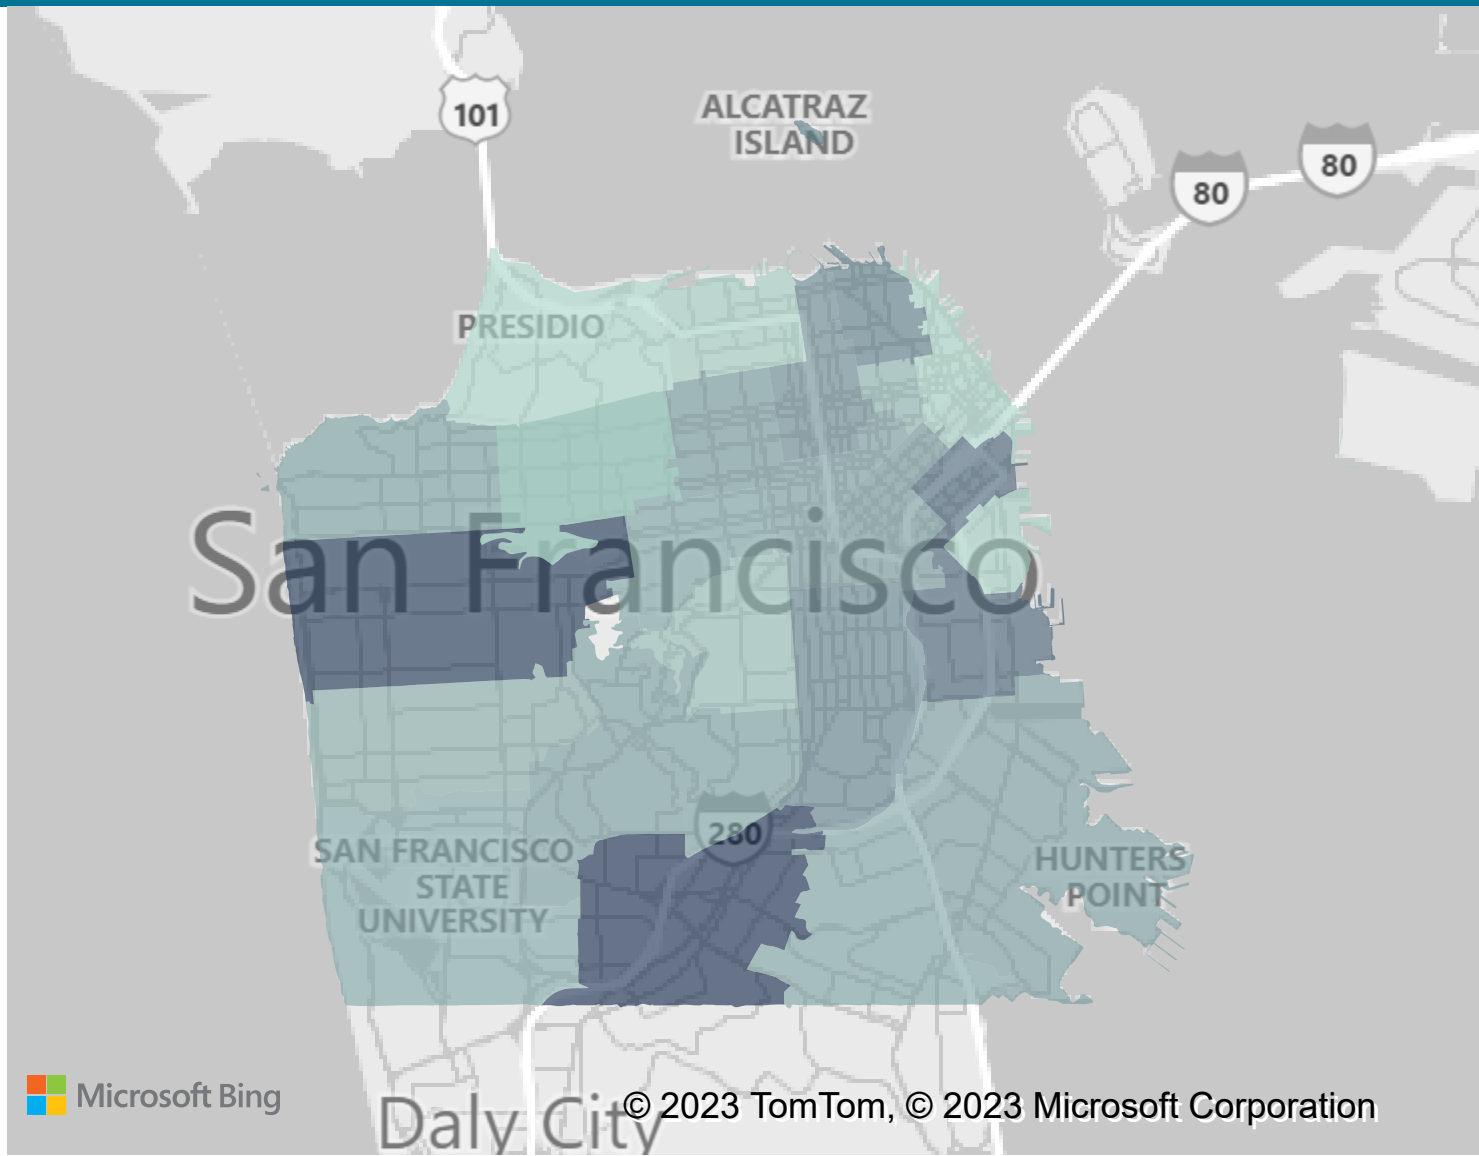 101
ALCATRAZ
ISLAND
80
80
PRESIDIO
San Francisco
280
SAN FRANCISCO
STATE
UNIVERSITY
HUNTERS
POINT
Microsoft Bing
Daly City
© 2023 TomTom, © 2023 Microsoft Corporation